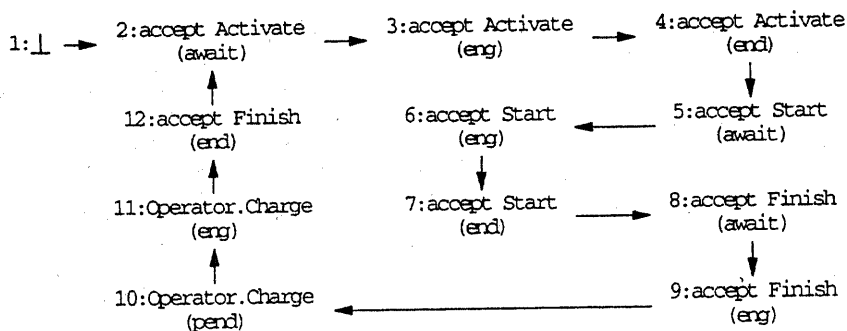 1:⊥
2:accept Activate
(await)
3:accept Activate
(eng)
4:accept Activate
(end)
12:accept Finish
(end)
6:accept Start
(eng)
5:accept Start
(await)
11:Operator.Charge
(eng)
7:accept Start
(end)
8:accept Finish
(await)
10:Operator.Charge
(pend)
9:accept Finish
(eng)